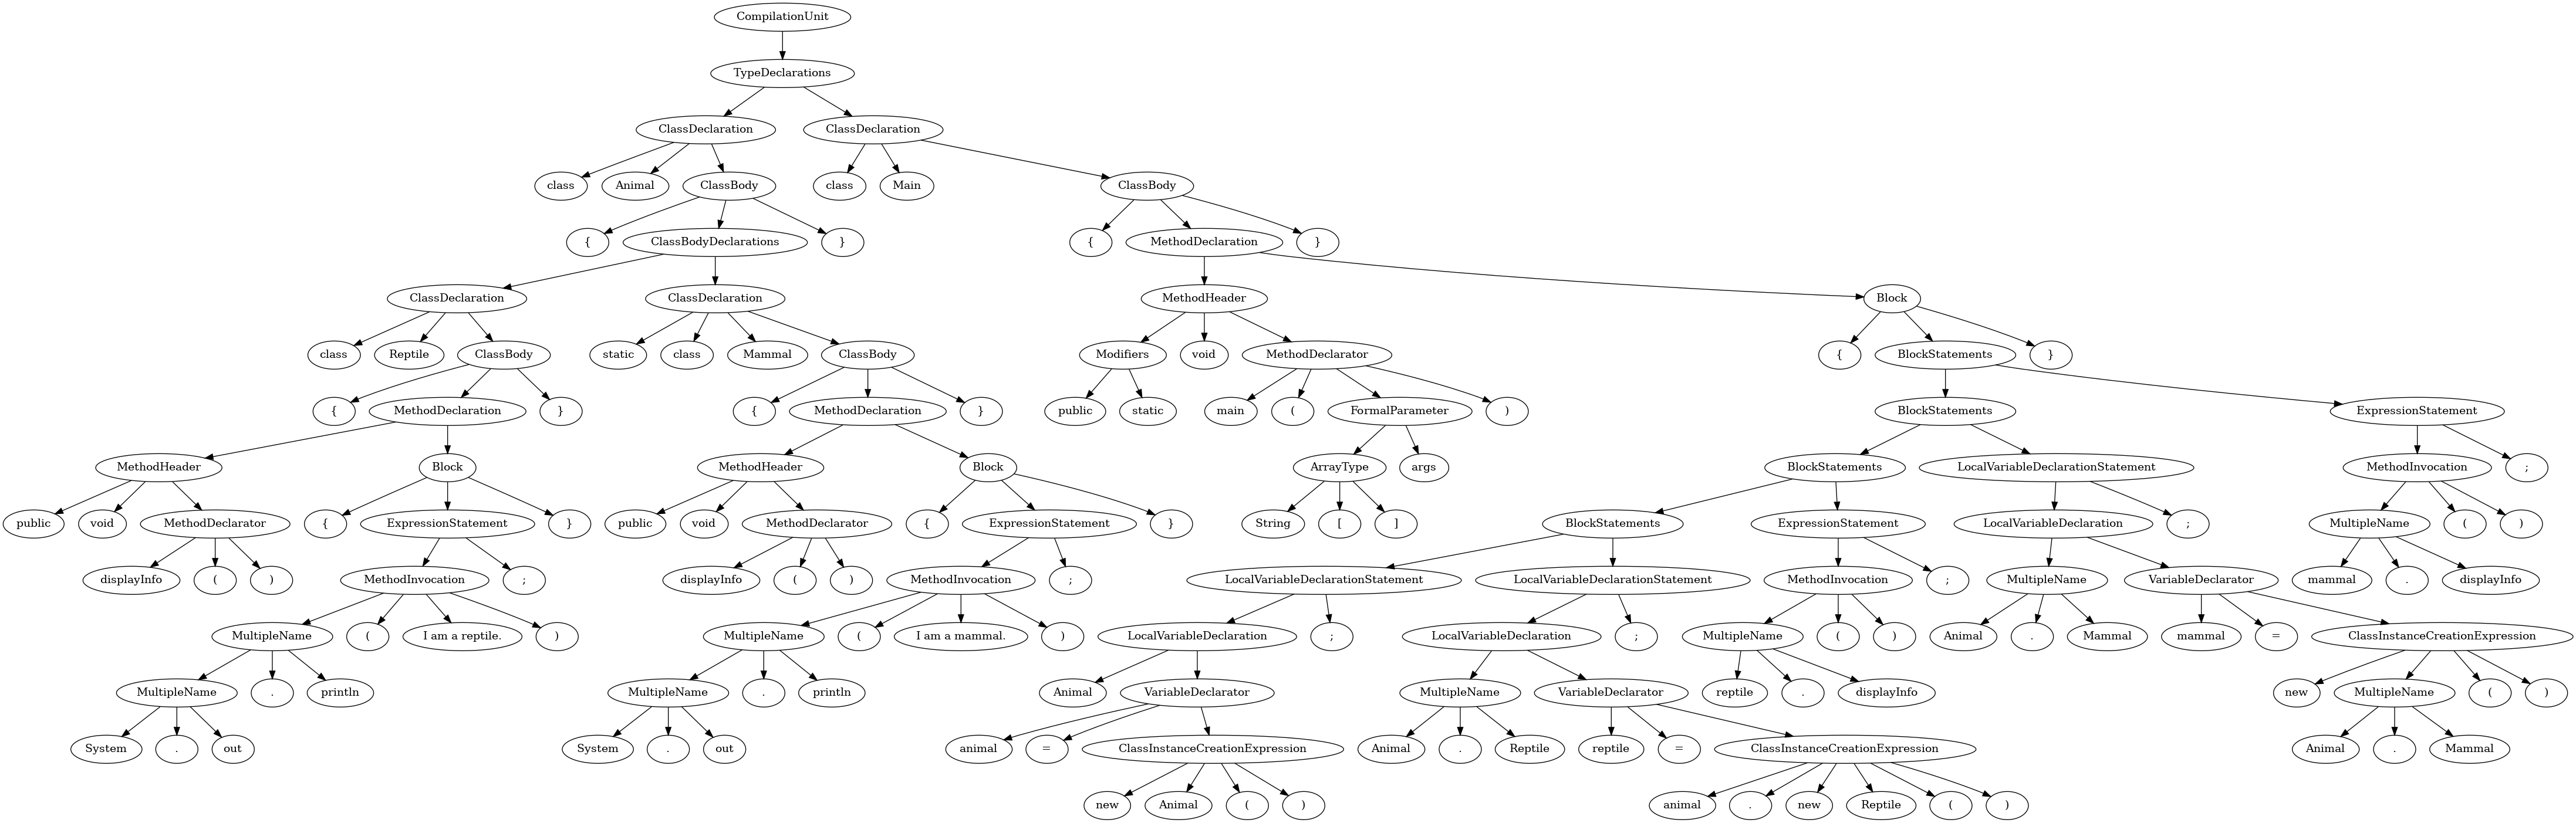 CompilationUnit
TypeDeclarations
ClassDeclaration ClassDeclaration
class Animal ClassBody class Main ClassBody
{ ClassBodyDeclarations } { MethodDeclaration }
ClassDeclaration ClassDeclaration MethodHeader Block
class Reptile ClassBody static class Mammal ClassBody Modifiers void MethodDeclarator { BlockStatements }
{ MethodDeclaration } { MethodDeclaration } public static main ( FormalParameter ) BlockStatements ExpressionStatement
MethodHeader Block MethodHeader Block ArrayType args BlockStatements LocalVariableDeclarationStatement MethodInvocation ;
public void MethodDeclarator { ExpressionStatement } public void MethodDeclarator { ExpressionStatement } String [ ] BlockStatements ExpressionStatement LocalVariableDeclaration ; MultipleName ( )
displayInfo ( ) MethodInvocation ; displayInfo ( ) MethodInvocation ; LocalVariableDeclarationStatement LocalVariableDeclarationStatement MethodInvocation ; MultipleName VariableDeclarator mammal . displayInfo
MultipleName ( I am a reptile. ) MultipleName ( I am a mammal. ) LocalVariableDeclaration ; LocalVariableDeclaration ; MultipleName ( ) Animal . Mammal mammal = ClassInstanceCreationExpression
MultipleName . println MultipleName . println Animal VariableDeclarator MultipleName VariableDeclarator reptile . displayInfo new MultipleName ( )
System . out System . out animal = ClassInstanceCreationExpression Animal . Reptile reptile = ClassInstanceCreationExpression Animal . Mammal
new Animal ( ) animal . new Reptile ( )